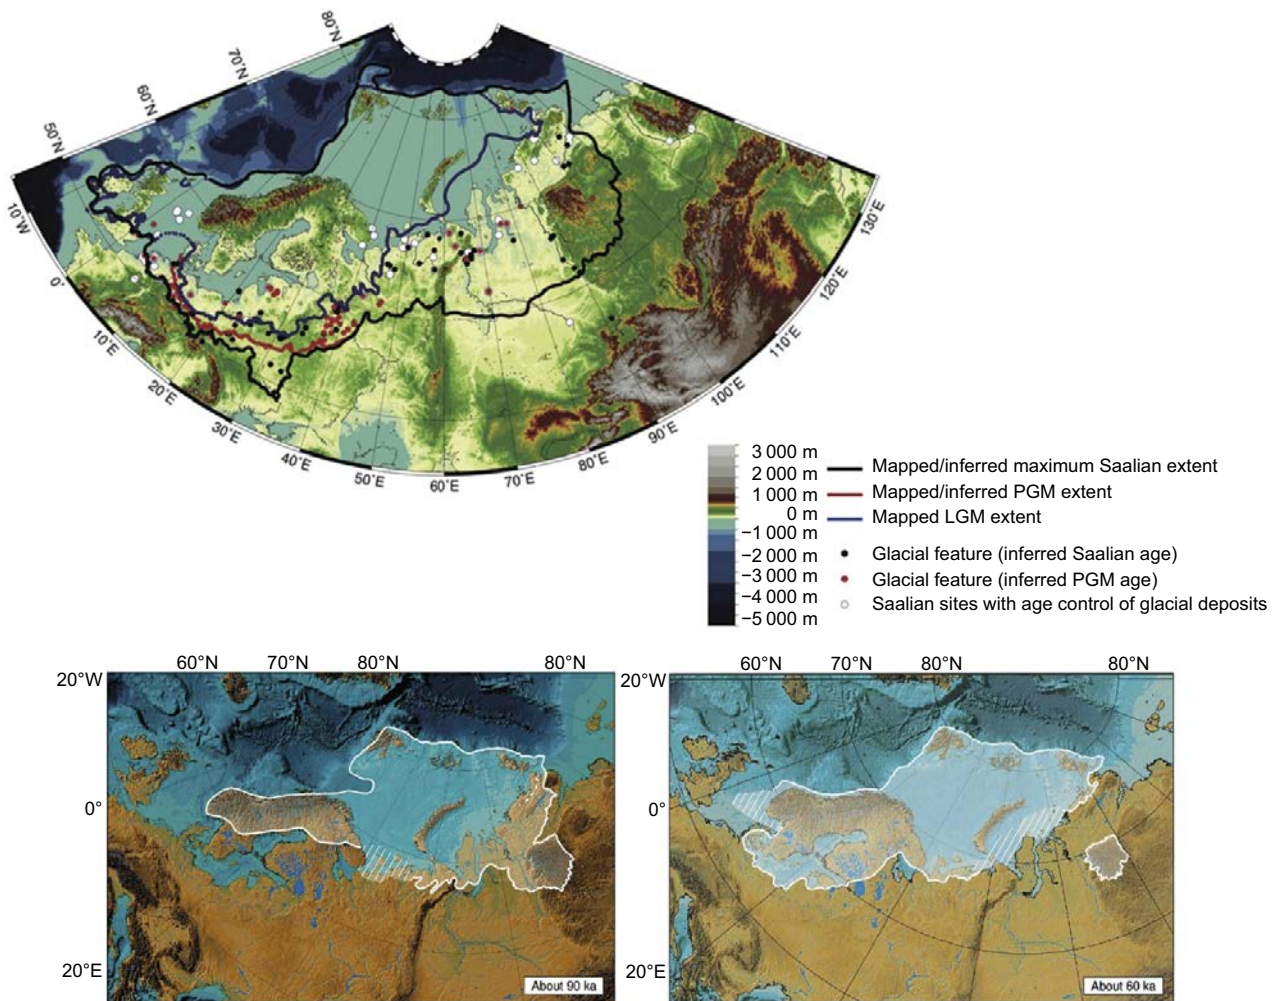 80˚N
70˚N
60˚N
50˚N
10˚W
0˚
10˚E
20˚E
30˚E
40˚E
50˚E
60˚E
70˚E
80˚E
90˚E
100˚E
110˚E
120˚E
130˚E
3 000 m
2 000 m
1 000 m
0 m
−1 000 m
−2 000 m
−3 000 m
−4 000 m
−5 000 m
Mapped/inferred maximum Saalian extent
Mapped/inferred PGM extent
Mapped LGM extent
Glacial feature (inferred Saalian age)
Glacial feature (inferred PGM age)
Saalian sites with age control of glacial deposits
60°N 70°N 80°N 80°N
20°W
0°
20°E
About 90 ka
60°N 70°N 80°N 80°N
20°W
0°
20°E
About 60 ka